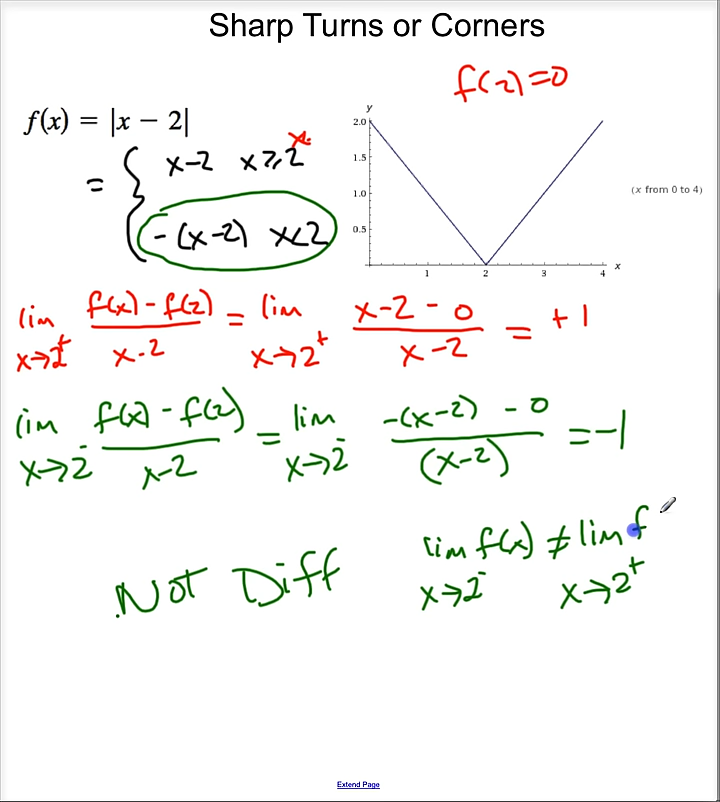 Sharp Turns or Corners
f(2)=0
f(x) = |x − 2|
= { x-2 x≥2
-(x-2) x<2
y
2.0
1.5
1.0
0.5
1 2 3 4 x
(x from 0 to 4)
lim x→2⁺ (f(x) - f(2))/(x-2) = lim x→2⁺ (x-2-0)/(x-2) = +1
lim x→2⁻ (f(x) - f(2))/(x-2) = lim x→2⁻ (-(x-2) - 0)/((x-2)) = -1
Not Diff
lim x→2⁻ f(x) ≠ lim x→2⁺ f
Extend Page